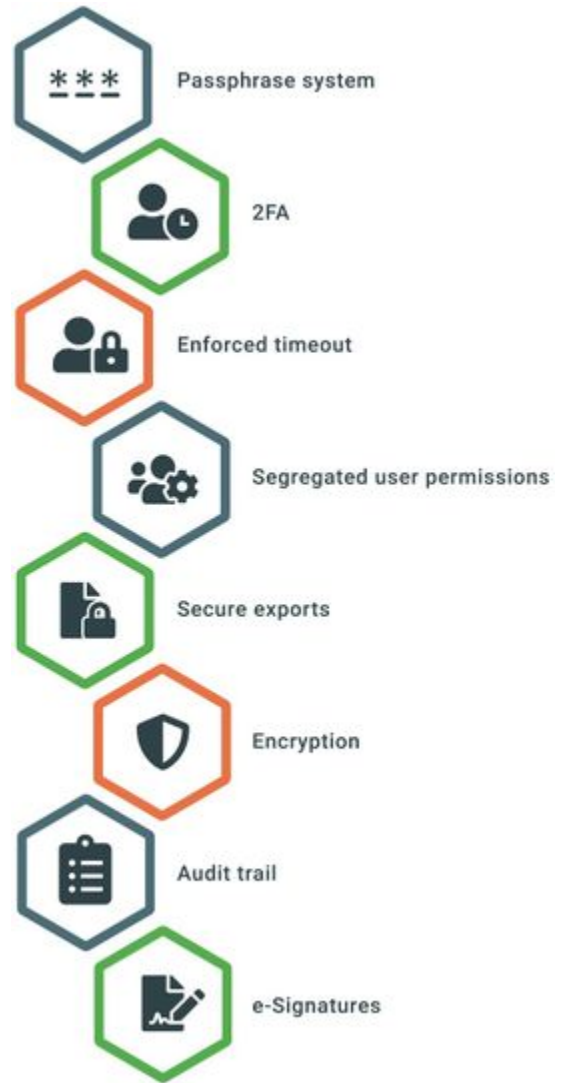 ***
Passphrase system
2FA
Enforced timeout
Segregated user permissions
Secure exports
Encryption
Audit trail
e-Signatures